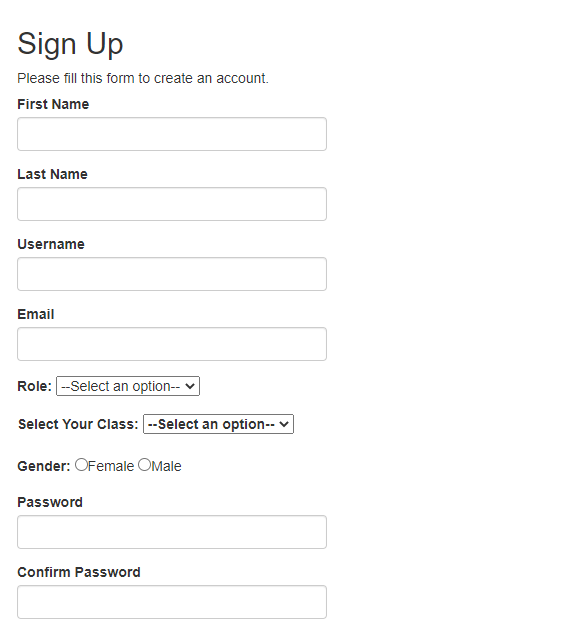 Sign Up
Please fill this form to create an account.
First Name
Last Name
Username
Email
Role: --Select an option--
Select Your Class: --Select an option--
Gender: Female Male
Password
Confirm Password